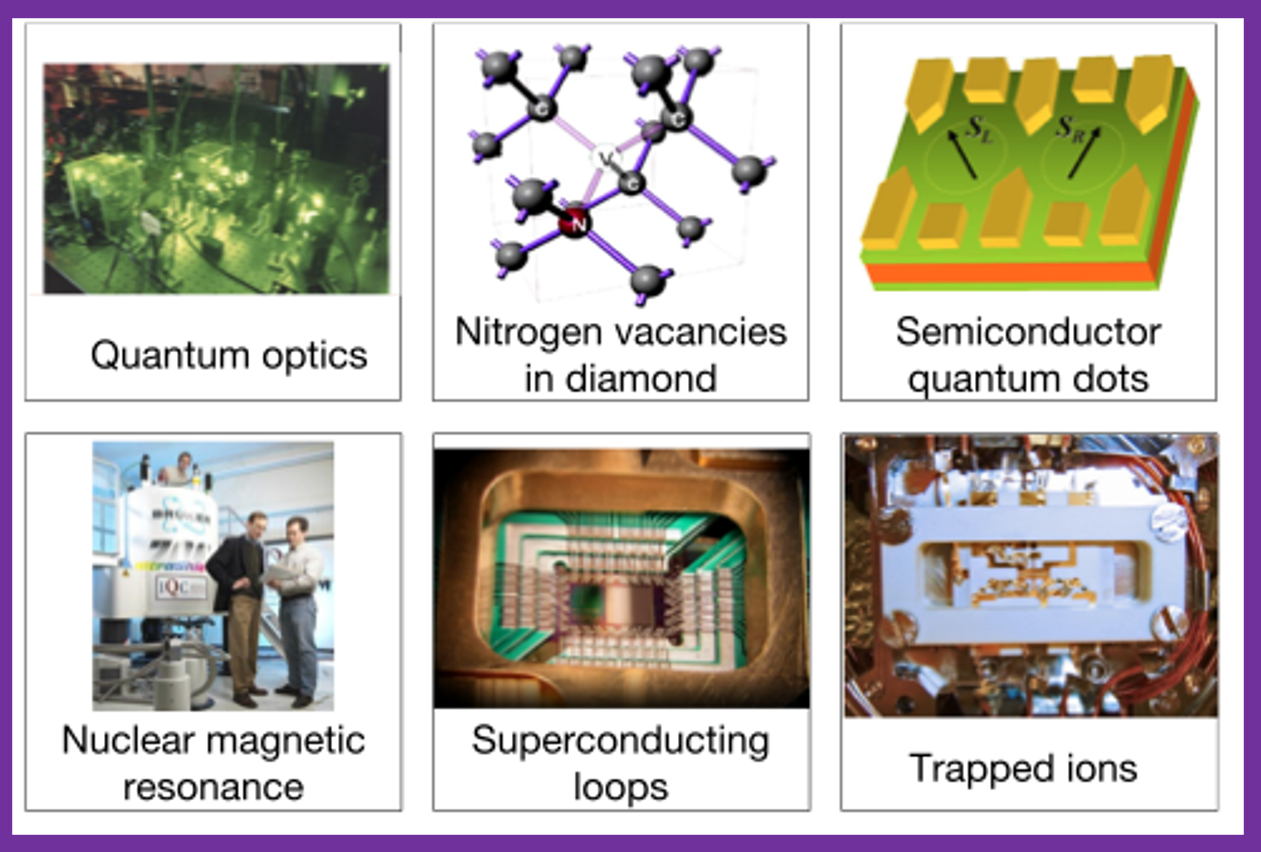 C
C
V
C
N
S_L
S_R
Quantum optics
Nitrogen vacancies
in diamond
Semiconductor
quantum dots
BRUKER
IQC
Nuclear magnetic
resonance
Superconducting
loops
Trapped ions